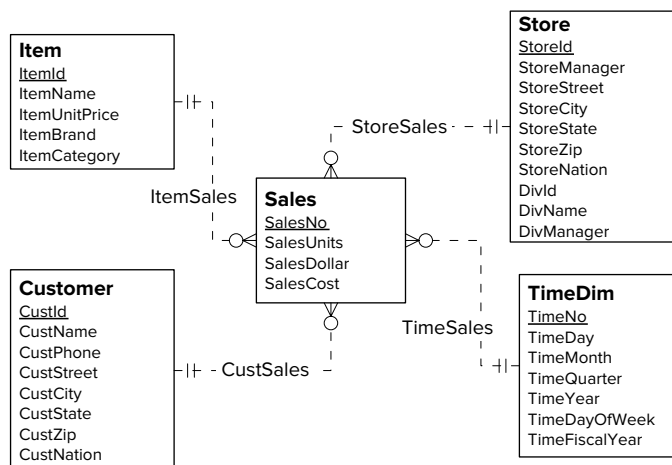 Item
ItemId
ItemName
ItemUnitPrice
ItemBrand
ItemCategory
Store
StoreId
StoreManager
StoreStreet
StoreCity
StoreState
StoreZip
StoreNation
DivId
DivName
DivManager
StoreSales
ItemSales
Sales
SalesNo
SalesUnits
SalesDollar
SalesCost
Customer
CustId
CustName
CustPhone
CustStreet
CustCity
CustState
CustZip
CustNation
CustSales
TimeSales
TimeDim
TimeNo
TimeDay
TimeMonth
TimeQuarter
TimeYear
TimeDayOfWeek
TimeFiscalYear